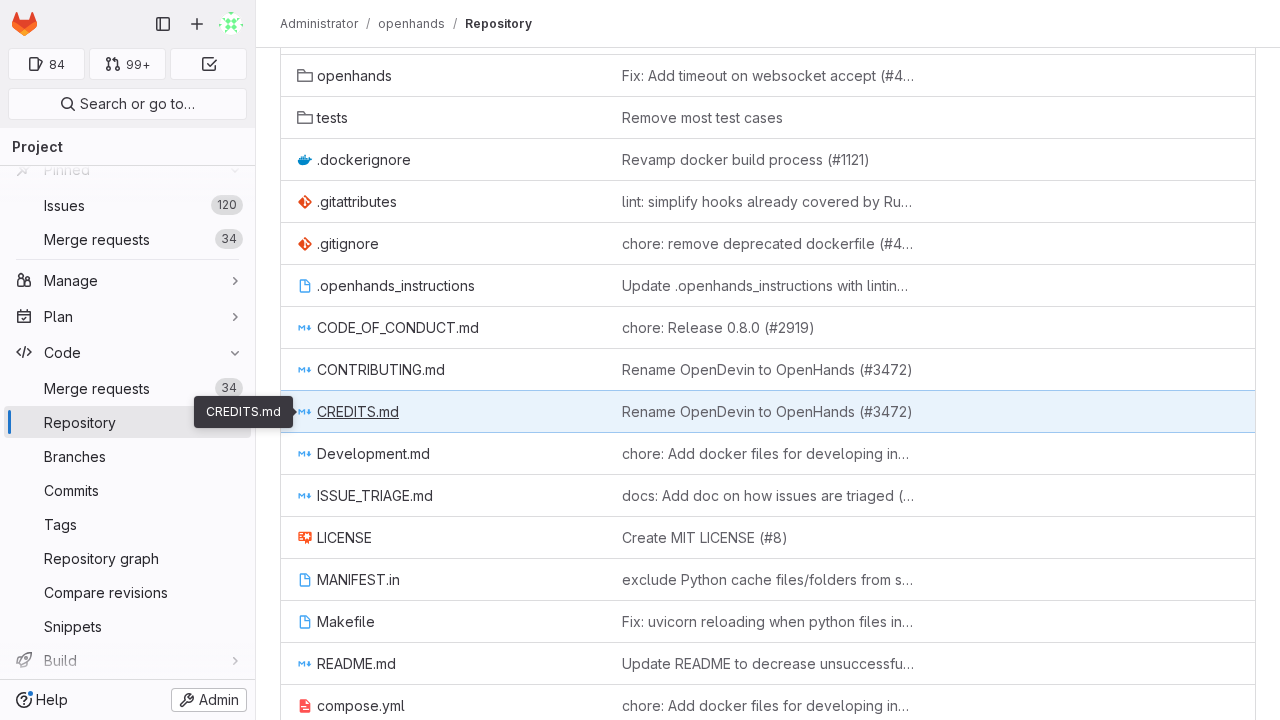 Administrator / openhands / Repository
84
99+
Search or go to…
Project
Pinned
Issues 120
Merge requests 34
Manage
Plan
Code
Merge requests 34
Repository
Branches
Commits
Tags
Repository graph
Compare revisions
Snippets
Build
Help
Admin
openhands Fix: Add timeout on websocket accept (#4…
tests Remove most test cases
.dockerignore Revamp docker build process (#1121)
.gitattributes lint: simplify hooks already covered by Ru…
.gitignore chore: remove deprecated dockerfile (#4…
.openhands_instructions Update .openhands_instructions with lintin…
CODE_OF_CONDUCT.md chore: Release 0.8.0 (#2919)
CONTRIBUTING.md Rename OpenDevin to OpenHands (#3472)
CREDITS.md
CREDITS.md Rename OpenDevin to OpenHands (#3472)
Development.md chore: Add docker files for developing in…
ISSUE_TRIAGE.md docs: Add doc on how issues are triaged (…
LICENSE Create MIT LICENSE (#8)
MANIFEST.in exclude Python cache files/folders from s…
Makefile Fix: uvicorn reloading when python files in…
README.md Update README to decrease unsuccessfu…
compose.yml chore: Add docker files for developing in…